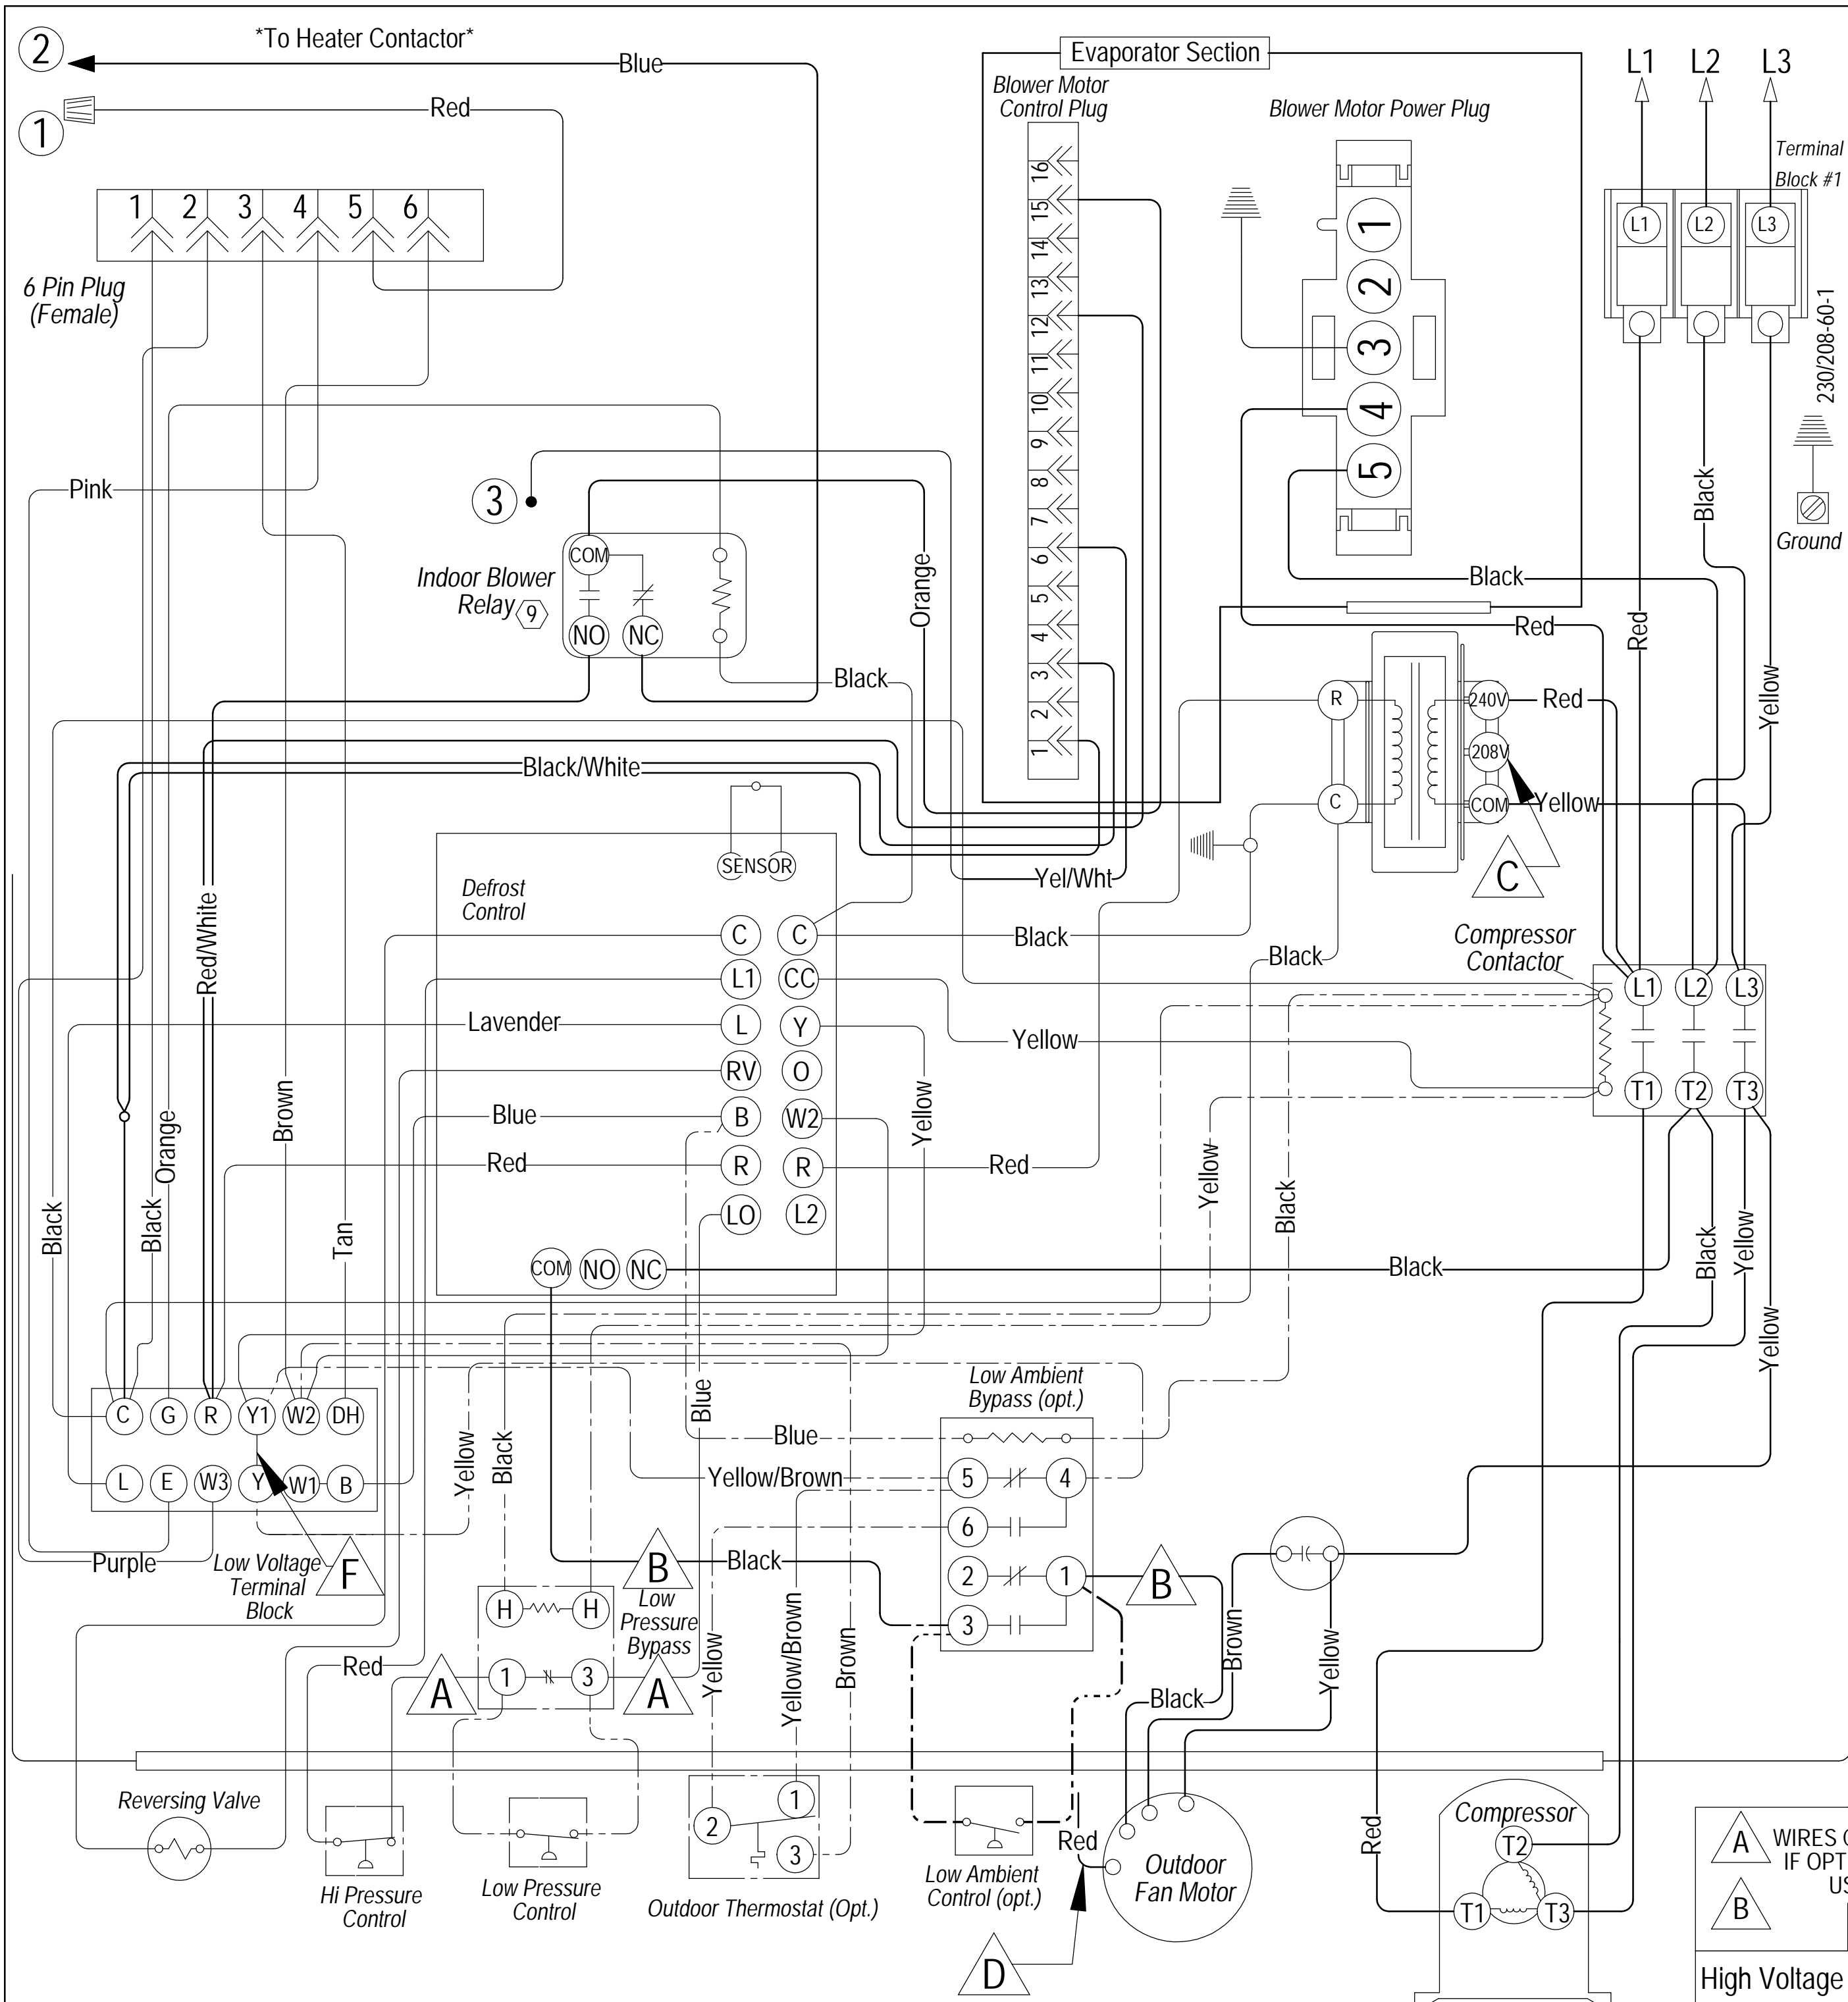 2
*To Heater Contactor*
Blue
1
Red
1 2 3 4 5 6
6 Pin Plug
(Female)
Pink
3
Indoor Blower
Relay
9
COM
NO
NC
Orange
Black
Evaporator Section
Blower Motor
Control Plug
16
15
14
13
12
11
10
9
8
7
6
5
4
3
2
1
Blower Motor Power Plug
1
2
3
4
5
Black
Red
L1
L2
L3
Terminal
Block #1
L1
L2
L3
230/208-60-1
Ground
Red
Black
Yellow
R
C
240V
208V
COM
Red
Yellow
C
Black/White
Red/White
Yel/Wht
SENSOR
Defrost
Control
C
C
L1
CC
L
Y
RV
O
B
W2
R
R
LO
L2
COM
NO
NC
Lavender
Blue
Red
Black
Yellow
Red
Yellow
Black
Compressor
Contactor
L1
L2
L3
T1
T2
T3
Black
Black
Orange
Brown
Tan
Yellow
Black
Black
Black
Yellow
Yellow
C
G
R
Y1
W2
DH
L
E
W3
Y
W1
B
Purple
Low Voltage
Terminal
Block
F
Yellow
Black
Blue
Blue
Yellow/Brown
Low Ambient
Bypass (opt.)
5
4
6
2
1
3
B
Black
B
H
H
Low
Pressure
Bypass
1
3
A
A
Red
Yellow
Yellow/Brown
Brown
Black
Brown
Yellow
Reversing Valve
Hi Pressure
Control
Low Pressure
Control
1
2
3
Outdoor Thermostat (Opt.)
Low Ambient
Control (opt.)
Red
D
Outdoor
Fan Motor
Red
Compressor
T2
T1
T3
A
WIRES
IF OPT
US
B
High Voltage